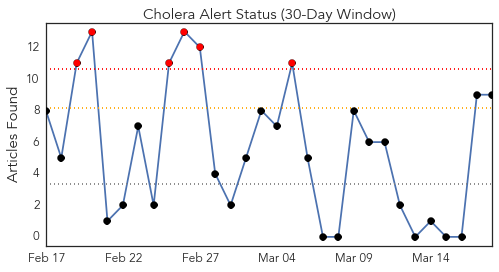 Cholera Alert Status (30-Day Window)
Articles Found
12
10
8
6
4
2
0
Feb 17 Feb 22 Feb 27 Mar 04 Mar 09 Mar 14